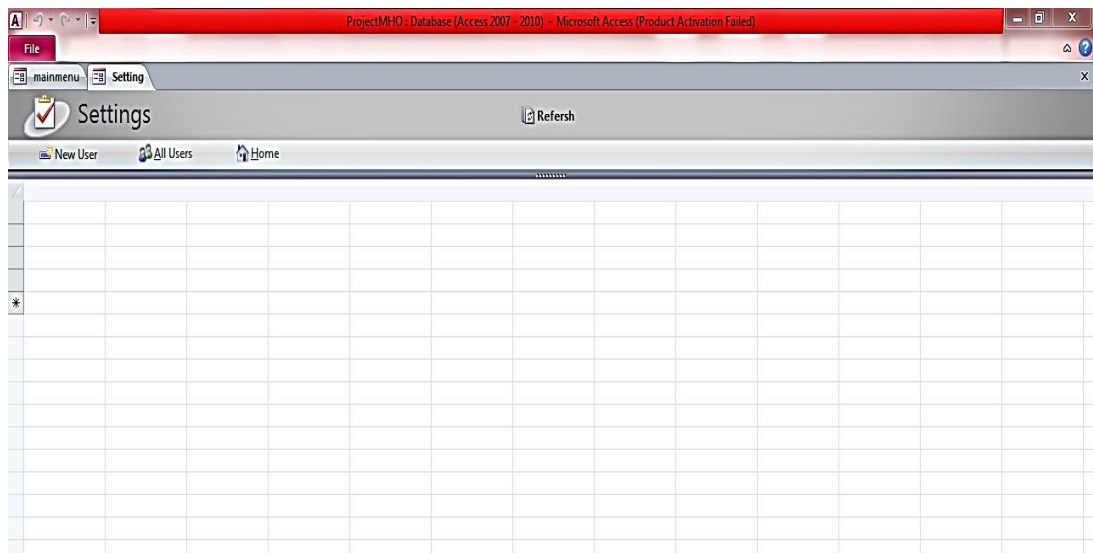 A
ProjectMHO : Database (Access 2007 - 2010) - Microsoft Access (Product Activation Failed)
File
mainmenu Setting
Settings Refersh
New User All Users Home